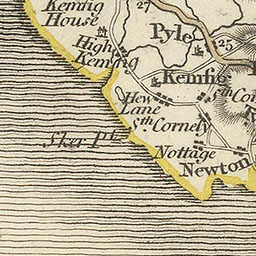 Kenfig
House
27
Pyle
High
Kenfig
25
Kenfig
Hew
Lane
Sth. Cornely
Sker Pt.
Nottage
Newton